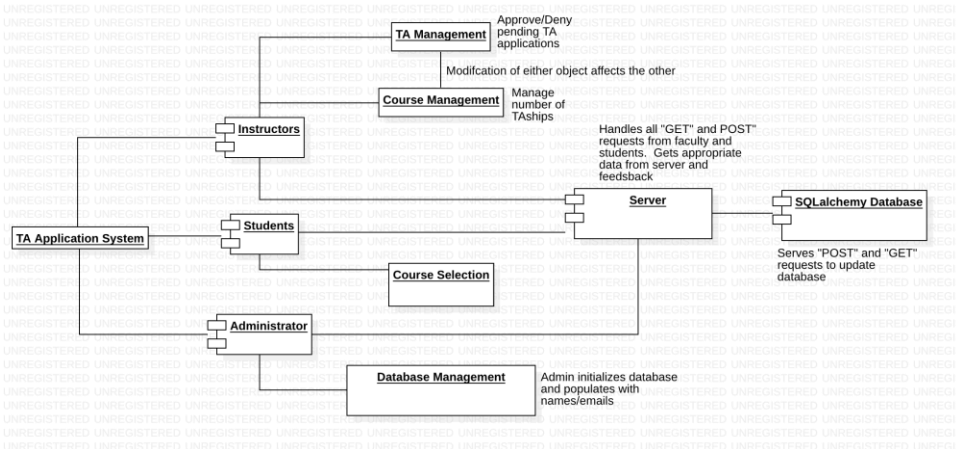 TA Management
Approve/Deny
pending TA
applications
Modifcation of either object affects the other
Course Management
Manage
number of
TAships
Instructors
Handles all "GET" and POST"
requests from faculty and
students.  Gets appropriate
data from server and
feedsback
Server
SQLalchemy Database
Serves "POST" and "GET"
requests to update
database
TA Application System
Students
Course Selection
Administrator
Database Management
Admin initializes database
and populates with
names/emails